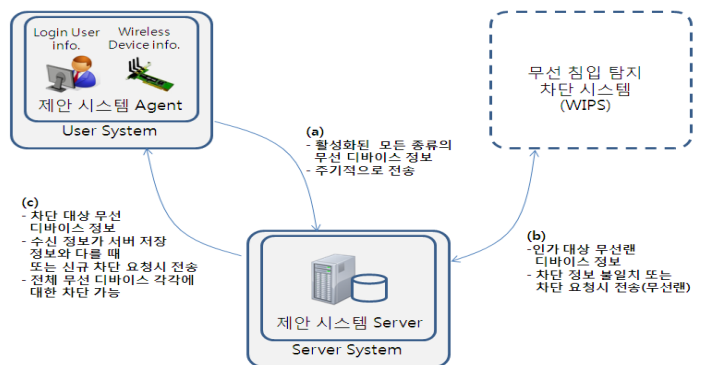 Login User
info.
Wireless
Device info.
제안 시스템 Agent
User System
무선 침입 탐지
차단 시스템
(WIPS)
(a)
- 활성화된 모든 종류의
무선 디바이스 정보
- 주기적으로 전송
(c)
- 차단 대상 무선
디바이스 정보
- 수신 정보가 서버 저장
정보와 다를 때
또는 신규 차단 요청시 전송
- 전체 무선 디바이스 각각에
대한 차단 가능
(b)
-인가 대상 무선랜
디바이스 정보
- 차단 정보 불일치 또는
차단 요청시 전송(무선랜)
제안 시스템 Server
Server System